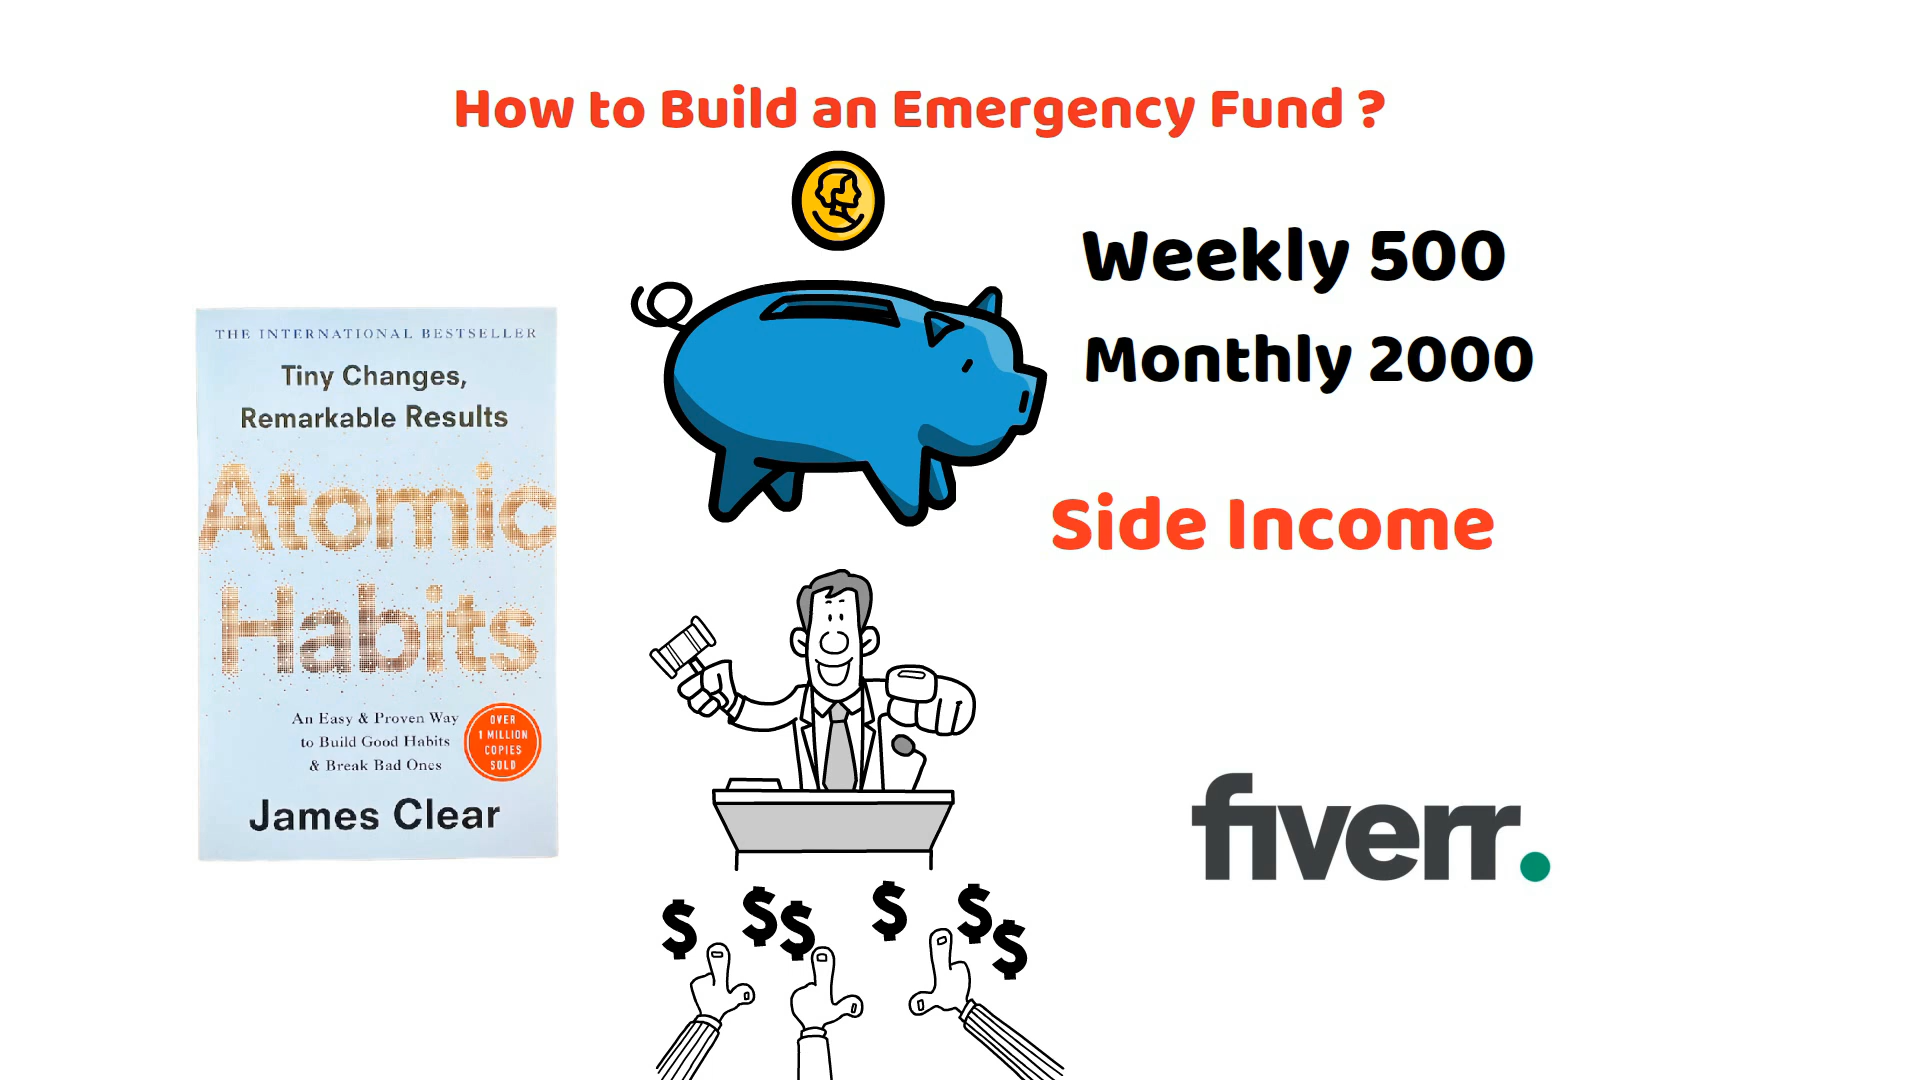 How to Build an Emergency Fund ?
Weekly 500
Monthly 2000
THE INTERNATIONAL BESTSELLER
Tiny Changes,
Remarkable Results
Atomic
Habits
An Easy & Proven Way
to Build Good Habits
& Break Bad Ones
OVER
1 MILLION
COPIES
SOLD
James Clear
Side Income
$ $$ $ $$
fiverr.